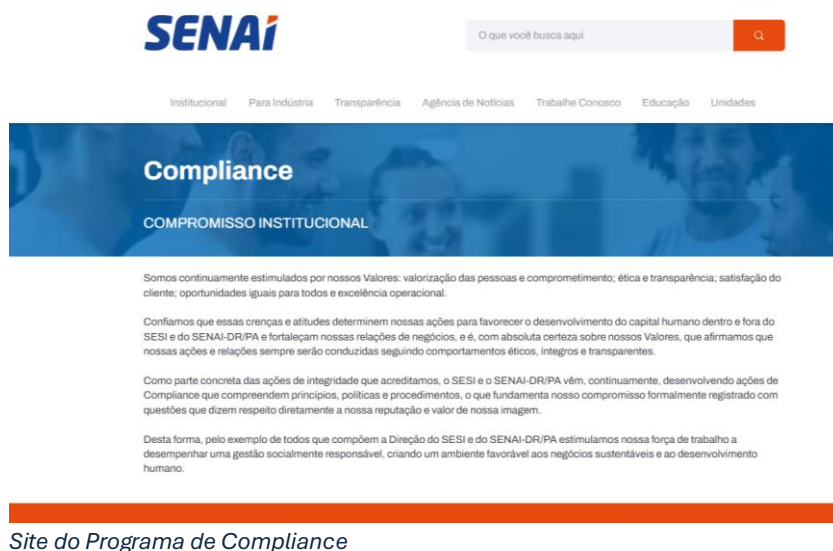 SENAI
O que você busca aqui
Institucional Para Indústria Transparência Agência de Notícias Trabalhe Conosco Educação Unidades
Compliance
COMPROMISSO INSTITUCIONAL
Somos continuamente estimulados por nossos Valores: valorização das pessoas e comprometimento; ética e transparência; satisfação do
cliente; oportunidades iguais para todos e excelência operacional.
Confiamos que essas crenças e atitudes determinem nossas ações para favorecer o desenvolvimento do capital humano dentro e fora do
SESI e do SENAI-DR/PA e fortaleçam nossas relações de negócios, e é, com absoluta certeza sobre nossos Valores, que afirmamos que
nossas ações e relações sempre serão conduzidas seguindo comportamentos éticos, íntegros e transparentes.
Como parte concreta das ações de integridade que acreditamos, o SESI e o SENAI-DR/PA vêm, continuamente, desenvolvendo ações de
Compliance que compreendem princípios, políticas e procedimentos, o que fundamenta nosso compromisso formalmente registrado com
questões que dizem respeito diretamente a nossa reputação e valor de nossa imagem.
Desta forma, pelo exemplo de todos que compõem a Direção do SESI e do SENAI-DR/PA estimulamos nossa força de trabalho a
desempenhar uma gestão socialmente responsável, criando um ambiente favorável aos negócios sustentáveis e ao desenvolvimento
humano.
Site do Programa de Compliance